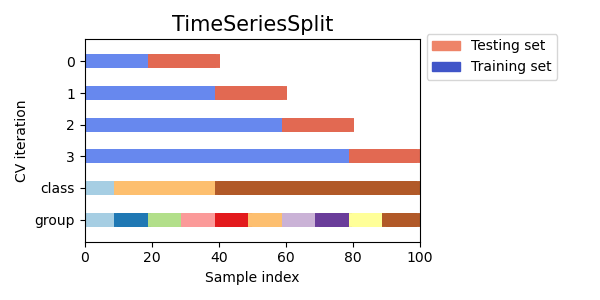 TimeSeriesSplit
Testing set
Training set
CV iteration
0
1
2
3
class
group
0 20 40 60 80 100
Sample index